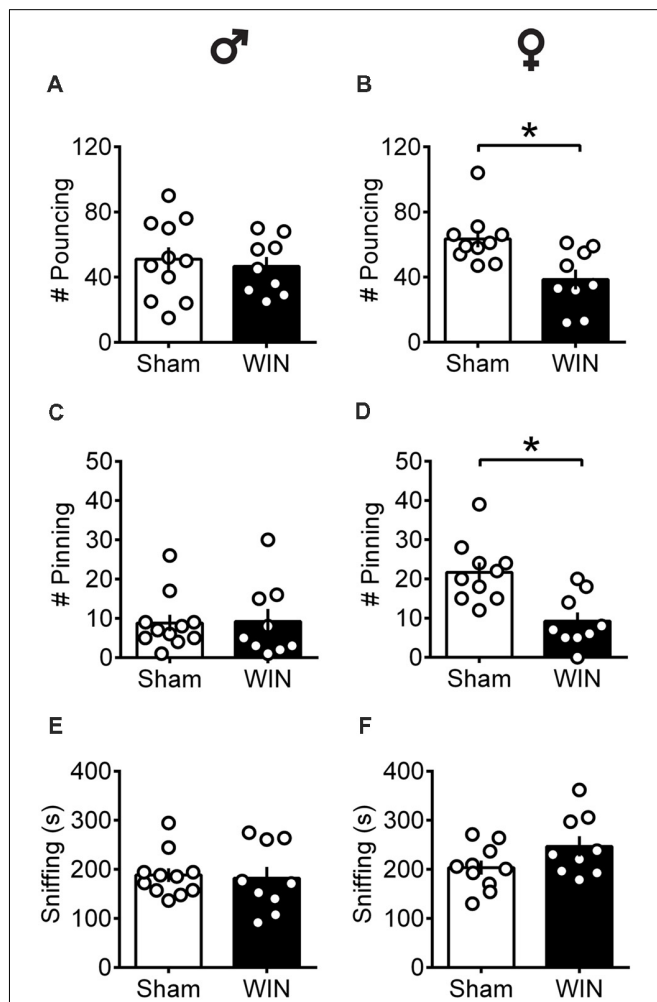 ♂ ♀
A B
# Pouncing
120
80
40
0
Sham WIN
# Pouncing
120
80
40
0
*
Sham WIN
C D
# Pinning
50
40
30
20
10
0
Sham WIN
# Pinning
50
40
30
20
10
0
*
Sham WIN
E F
Sniffing (s)
400
300
200
100
0
Sham WIN
Sniffing (s)
400
300
200
100
0
Sham WIN